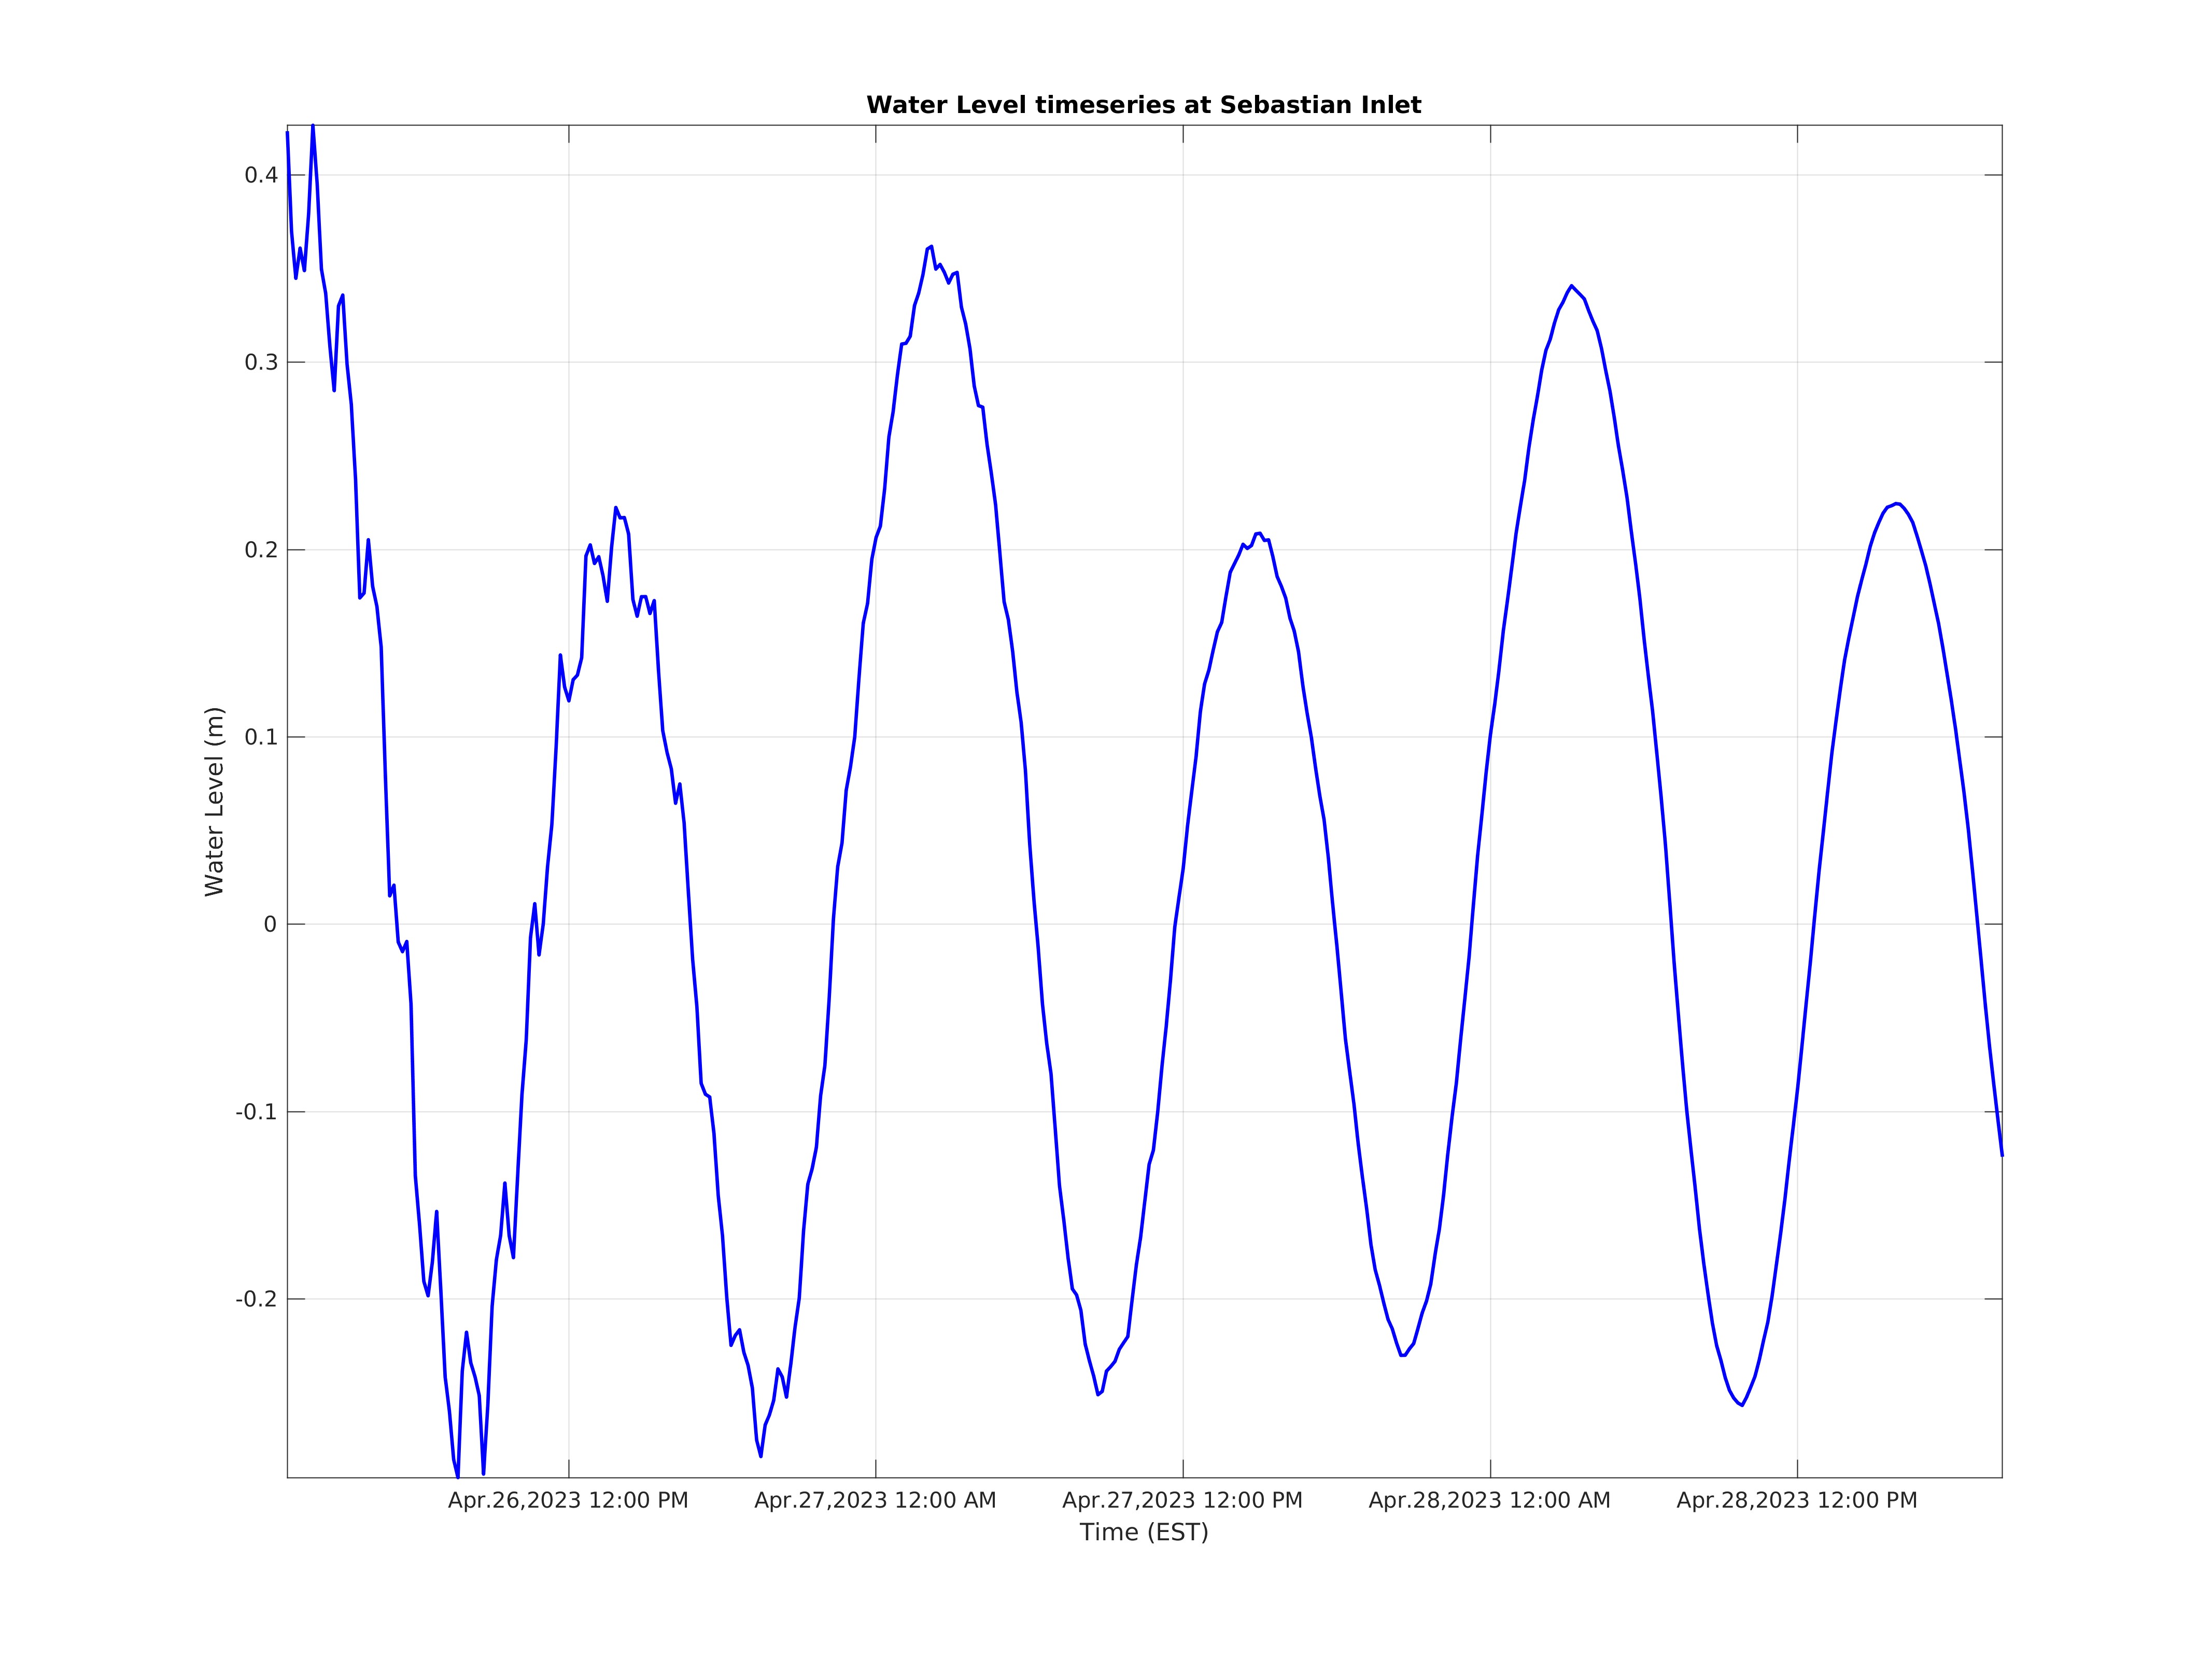 Water Level timeseries at Sebastian Inlet
0.4
0.3
0.2
0.1
0
-0.1
-0.2
Water Level (m)
Apr.26,2023 12:00 PM
Apr.27,2023 12:00 AM
Apr.27,2023 12:00 PM
Apr.28,2023 12:00 AM
Apr.28,2023 12:00 PM
Time (EST)